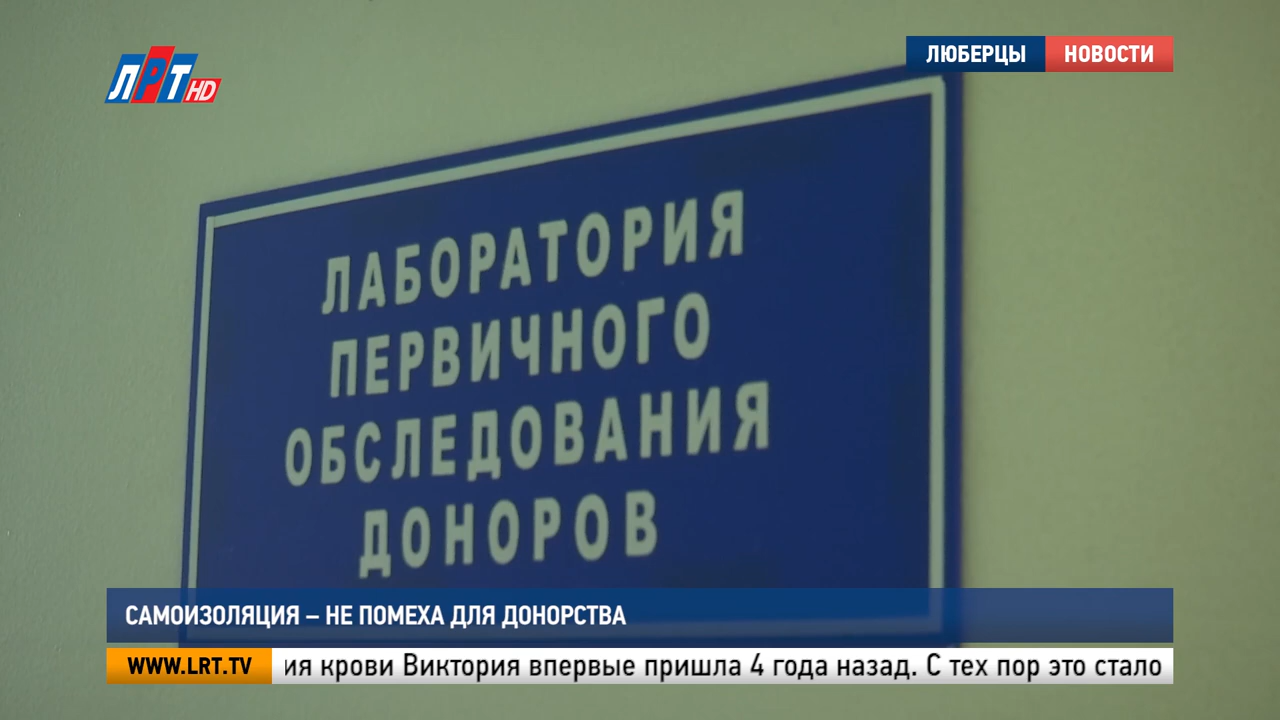 ЛРТ HD
ЛЮБЕРЦЫ НОВОСТИ
ЛАБОРАТОРИЯ
ПЕРВИЧНОГО
ОБСЛЕДОВАНИЯ
ДОНОРОВ
САМОИЗОЛЯЦИЯ – НЕ ПОМЕХА ДЛЯ ДОНОРСТВА
WWW.LRT.TV ия крови Виктория впервые пришла 4 года назад. С тех пор это стало